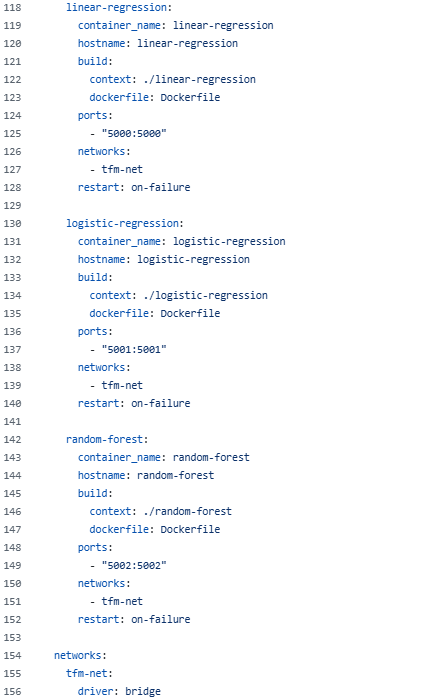 118 linear-regression:
119 container_name: linear-regression
120 hostname: linear-regression
121 build:
122 context: ./linear-regression
123 dockerfile: Dockerfile
124 ports:
125 - "5000:5000"
126 networks:
127 - tfm-net
128 restart: on-failure
129
130 logistic-regression:
131 container_name: logistic-regression
132 hostname: logistic-regression
133 build:
134 context: ./logistic-regression
135 dockerfile: Dockerfile
136 ports:
137 - "5001:5001"
138 networks:
139 - tfm-net
140 restart: on-failure
141
142 random-forest:
143 container_name: random-forest
144 hostname: random-forest
145 build:
146 context: ./random-forest
147 dockerfile: Dockerfile
148 ports:
149 - "5002:5002"
150 networks:
151 - tfm-net
152 restart: on-failure
153
154 networks:
155 tfm-net:
156 driver: bridge